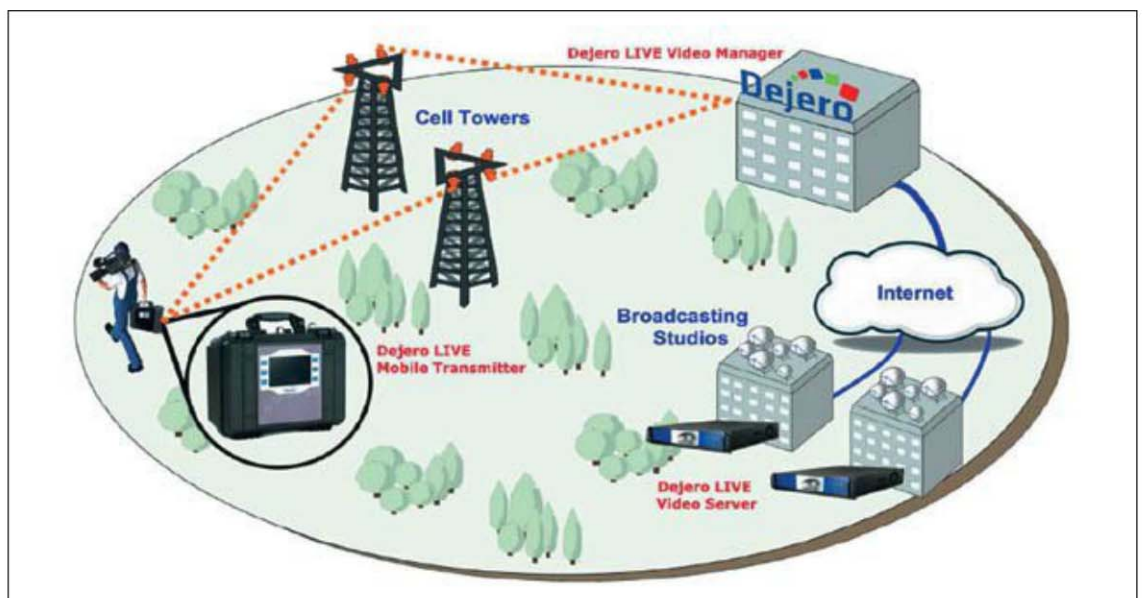 Dejero LIVE Video Manager
Dejero
Cell Towers
Internet
Broadcasting
Studios
Dejero LIVE
Mobile Transmitter
Dejero LIVE
Video Server